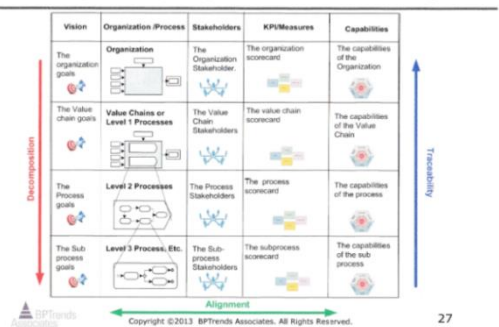 Vision Organization /Process Stakeholders KPI/Measures Capabilities
The organization goals
Organization
The Organization Stakeholder.
The organization scorecard
The capabilities of the Organization
The Value chain goals
Value Chains or Level 1 Processes
The Value Chain Stakeholders
The value chain scorecard
The capabilities of the Value Chain
The Process goals
Level 2 Processes
The Process Stakeholders
The process scorecard
The capabilities of the process
The Sub process goals
Level 3 Process, Etc.
The Sub-process Stakeholders
The subprocess scorecard
The capabilities of the sub process
Decomposition
Traceability
Alignment
BPTrends
Associates
Copyright ©2013 BPTrends Associates. All Rights Reserved.
27